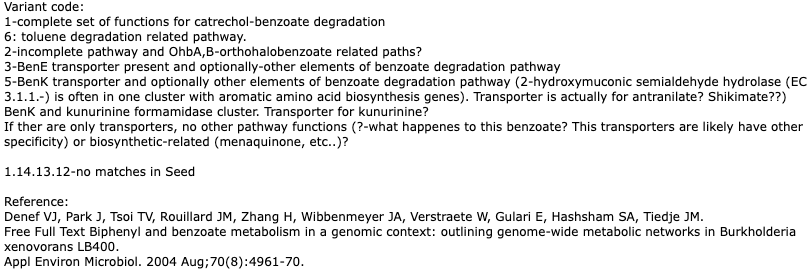 Variant code:
1-complete set of functions for catrechol-benzoate degradation
6: toluene degradation related pathway.
2-incomplete pathway and OhbA,B-orthohalobenzoate related paths?
3-BenE transporter present and optionally-other elements of benzoate degradation pathway
5-BenK transporter and optionally other elements of benzoate degradation pathway (2-hydroxymuconic semialdehyde hydrolase (EC
3.1.1.-) is often in one cluster with aromatic amino acid biosynthesis genes). Transporter is actually for antranilate? Shikimate??)
BenK and kunurinine formamidase cluster. Transporter for kunurinine?
If ther are only transporters, no other pathway functions (?-what happenes to this benzoate? This transporters are likely have other
specificity) or biosynthetic-related (menaquinone, etc..)?

1.14.13.12-no matches in Seed

Reference:
Denef VJ, Park J, Tsoi TV, Rouillard JM, Zhang H, Wibbenmeyer JA, Verstraete W, Gulari E, Hashsham SA, Tiedje JM.
Free Full Text Biphenyl and benzoate metabolism in a genomic context: outlining genome-wide metabolic networks in Burkholderia
xenovorans LB400.
Appl Environ Microbiol. 2004 Aug;70(8):4961-70.